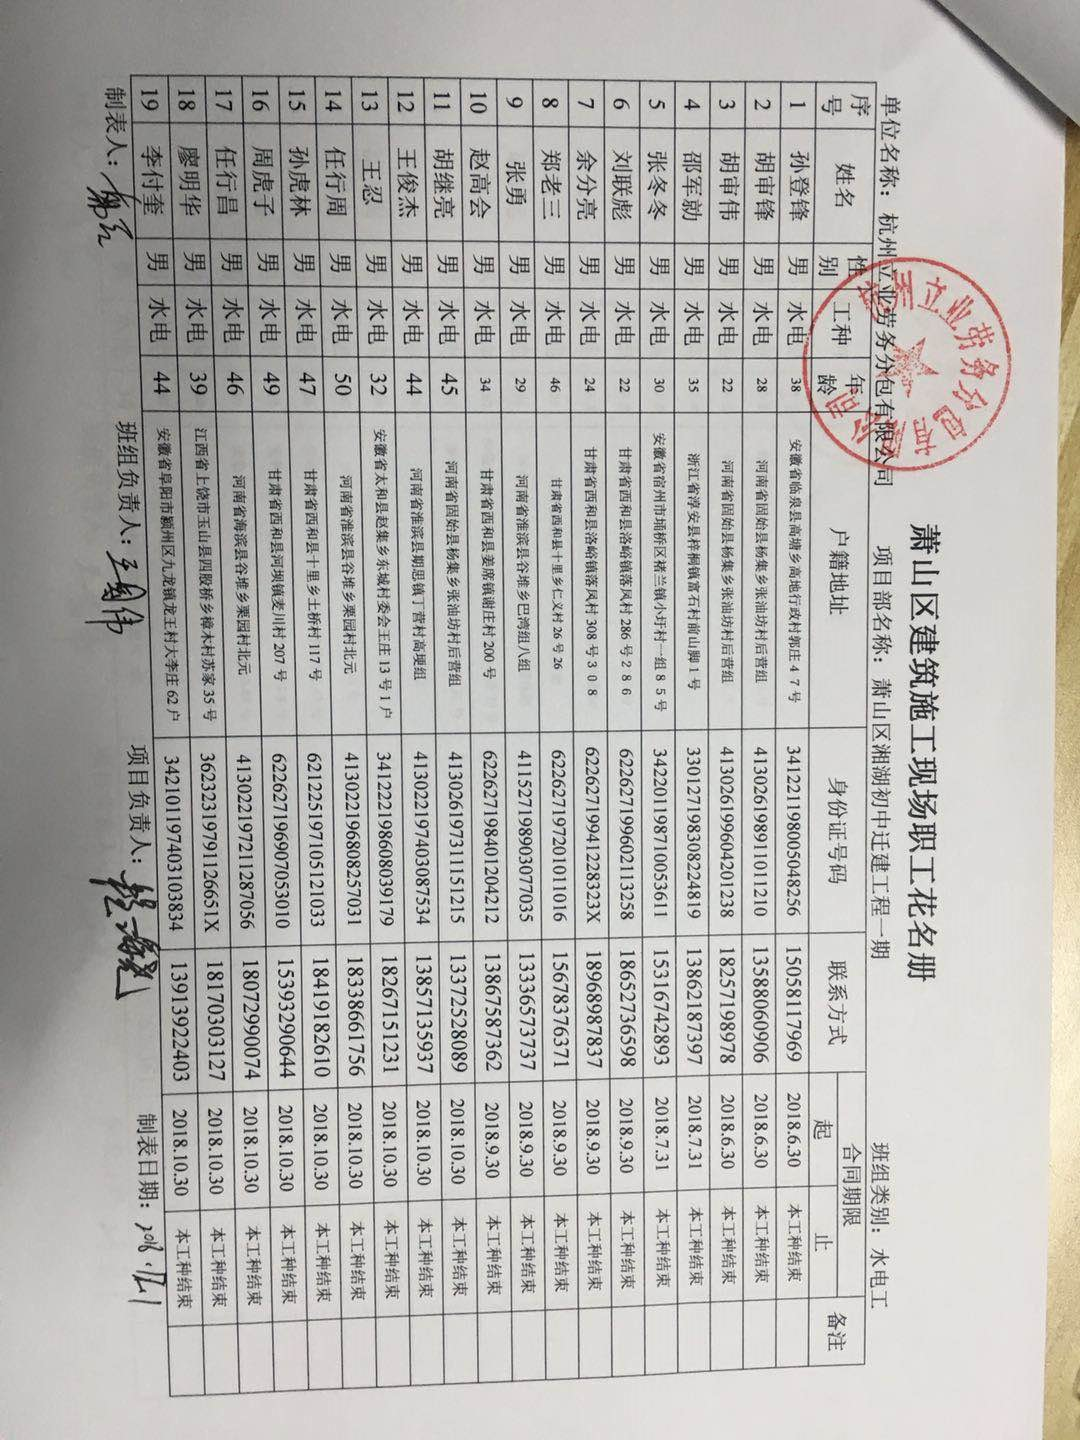 萧山区建筑施工现场职工花名册
单位名称：杭州立业劳务分包有限公司 项目部名称：萧山区湘湖初中迁建工程一期 班组类别：水电工
序号 姓名 性别 工种 年龄 户籍地址 身份证号码 联系方式 合同期限 备注
起 止
1 孙登锋 男 水电 38 安徽省临泉县高塘乡高地行政村郭庄47号 341221198005048256 15058117969 2018.6.30 本工种结束
2 胡审锋 男 水电 28 河南省固始县杨集乡张油坊村后营组 413026198911011210 13588060906 2018.6.30 本工种结束
3 胡审伟 男 水电 22 河南省固始县杨集乡张油坊村后营组 413026199604201238 18257198978 2018.6.30 本工种结束
4 邵军勍 男 水电 35 浙江省淳安县梓桐镇富石村前山脚1号 330127198308224819 13862187397 2018.7.31 本工种结束
5 张冬冬 男 水电 30 安徽省宿州市埇桥区褚兰镇小圩村一组85号 342201198710053611 15316742893 2018.7.31 本工种结束
6 刘联彪 男 水电 22 甘肃省西和县洛峪镇落凤村286号286 622627199602113258 18652736598 2018.9.30 本工种结束
7 余分亮 男 水电 24 甘肃省西和县洛峪镇落凤村308号308 62262719941228323X 18968987837 2018.9.30 本工种结束
8 郑老三 男 水电 46 甘肃省西和县十里乡仁义村26号26 622627197201011016 15678376371 2018.9.30 本工种结束
9 张勇 男 水电 29 河南省淮滨县谷堆乡巴湾组八组 411527198903077035 13336573737 2018.9.30 本工种结束
10 赵高会 男 水电 34 甘肃省西和县姜席镇谢庄村200号 622627198401204212 13867587362 2018.9.30 本工种结束
11 胡继亮 男 水电 45 河南省固始县杨集乡张油坊村后营组 413026197311151215 13372528089 2018.10.30 本工种结束
12 王俊杰 男 水电 44 河南省淮滨县期思镇丁营村高埂组 413022197403087534 13857135937 2018.10.30 本工种结束
13 王忍 男 水电 32 安徽省太和县赵集乡东城村委会王庄13号1户 341222198608039179 18267151231 2018.10.30 本工种结束
14 任行周 男 水电 50 河南省淮滨县谷堆乡栗园村北元 413022196808257031 18338661756 2018.10.30 本工种结束
15 孙虎林 男 水电 47 甘肃省西和县十里乡土桥村117号 621225197105121033 18419182610 2018.10.30 本工种结束
16 周虎子 男 水电 49 甘肃省西和县河坝镇麦川村207号 622627196907053010 15393290644 2018.10.30 本工种结束
17 任行昌 男 水电 46 河南省海滨县谷堆乡栗园村北元 413022197211287056 18072990074 2018.10.30 本工种结束
18 廖明华 男 水电 39 江西省上饶市玉山县四股桥乡樟木村苏家35号 36232319791126651X 18170303127 2018.10.30 本工种结束
19 李付奎 男 水电 44 安徽省阜阳市颍州区九龙镇龙王村大李庄62户 342101197403103834 13913922403 2018.10.30 本工种结束
制表人： 班组负责人：王国伟 项目负责人： 制表日期：